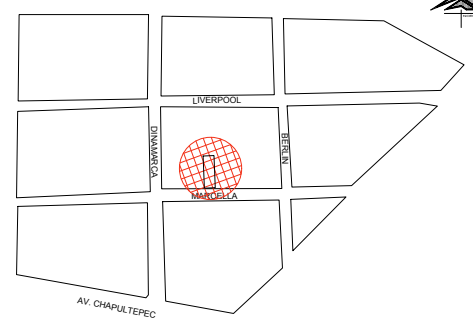 LIVERPOOL
DINAMARCA
BERLIN
MARCELLA
AV. CHAPULTEPEC